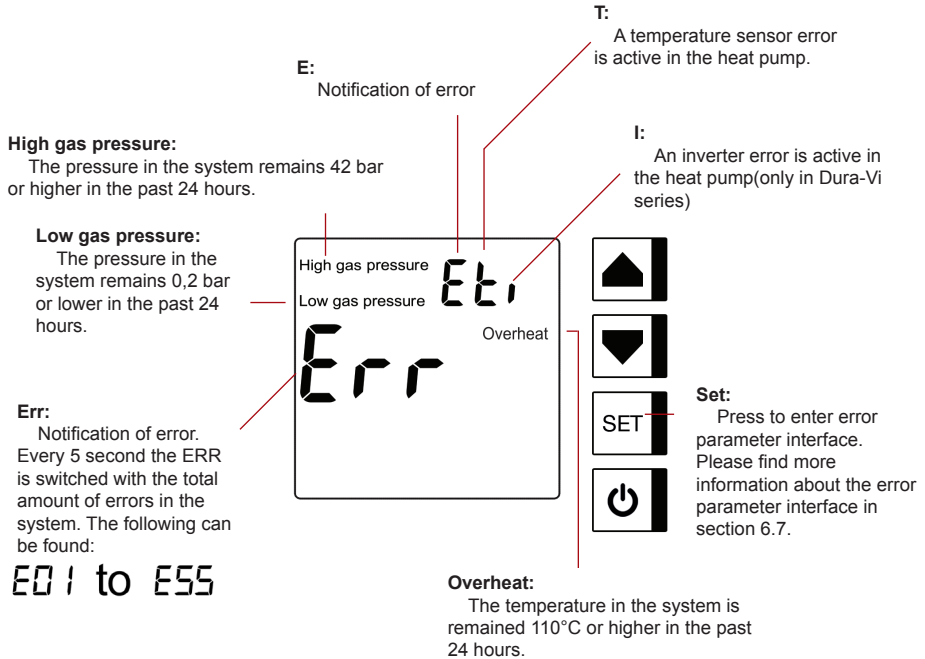 T:
A temperature sensor error
is active in the heat pump.
E:
Notification of error
I:
An inverter error is active in
the heat pump(only in Dura-Vi
series)
High gas pressure:
The pressure in the system remains 42 bar
or higher in the past 24 hours.
Low gas pressure:
The pressure in the
system remains 0,2 bar
or lower in the past 24
hours.
High gas pressure
Eti
Low gas pressure
Overheat
Err
SET
Err:
Notification of error.
Every 5 second the ERR
is switched with the total
amount of errors in the
system. The following can
be found:
E01 to E55
Set:
Press to enter error
parameter interface.
Please find more
information about the error
parameter interface in
section 6.7.
Overheat:
The temperature in the system is
remained 110°C or higher in the past
24 hours.